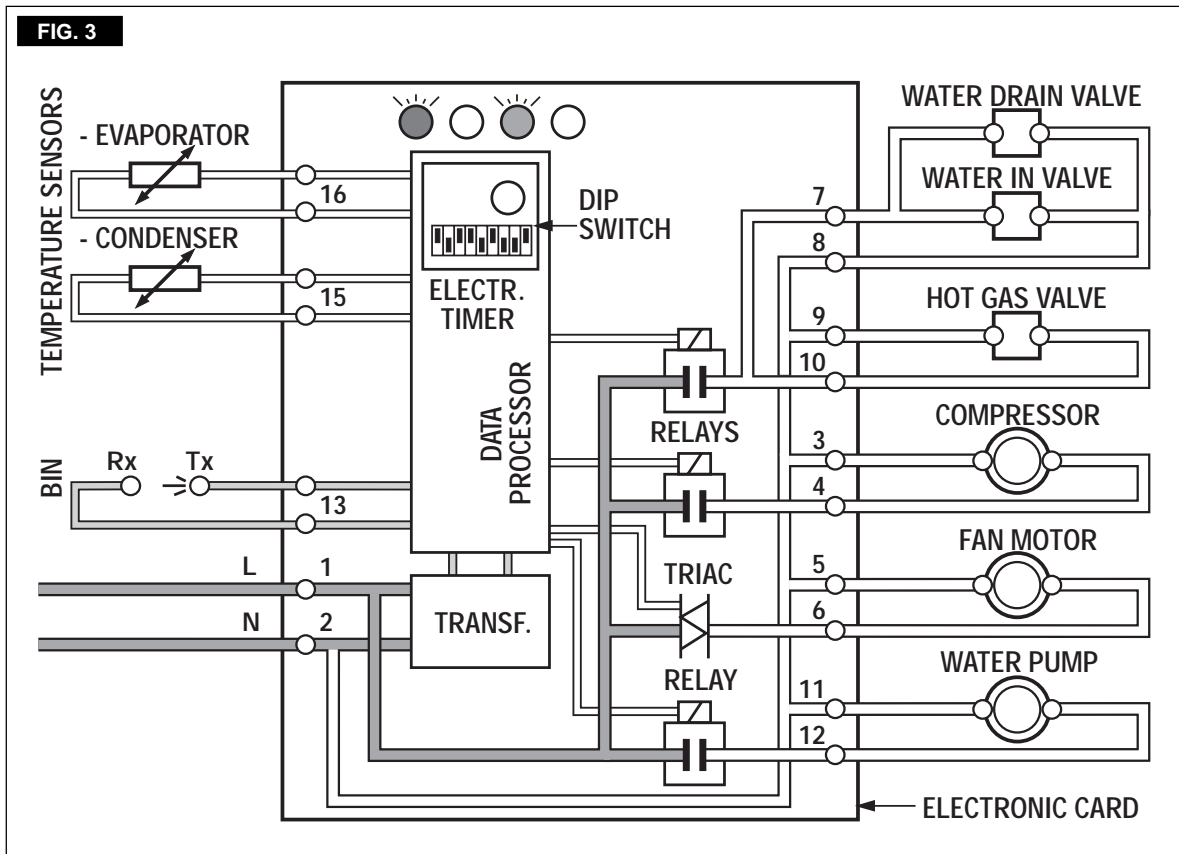 FIG. 3
TEMPERATURE SENSORS
- EVAPORATOR
16
- CONDENSER
15
BIN
Rx
Tx
13
L
1
N
2
DIP
SWITCH
ELECTR.
TIMER
DATA
PROCESSOR
TRANSF.
RELAYS
TRIAC
RELAY
WATER DRAIN VALVE
WATER IN VALVE
7
8
HOT GAS VALVE
9
10
COMPRESSOR
3
4
FAN MOTOR
5
6
WATER PUMP
11
12
ELECTRONIC CARD